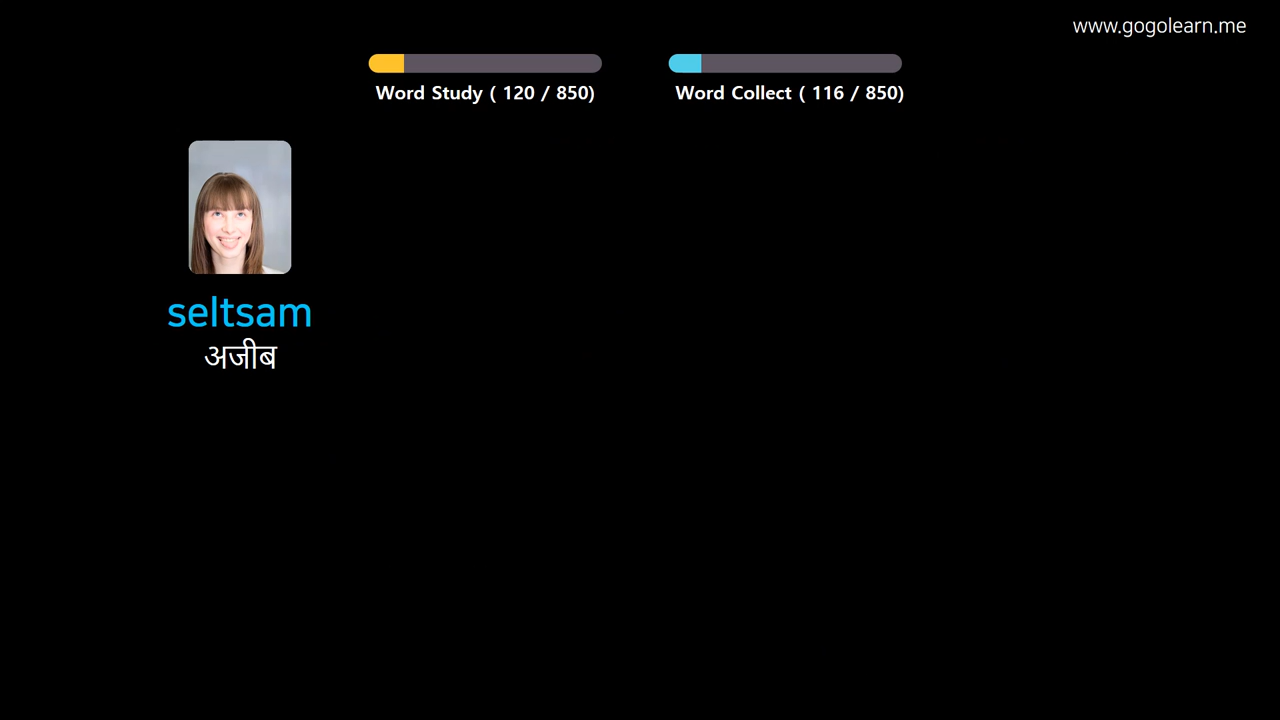 www.gogolearn.me
Word Study ( 120 / 850)
Word Collect ( 116 / 850)
seltsam
अजीब